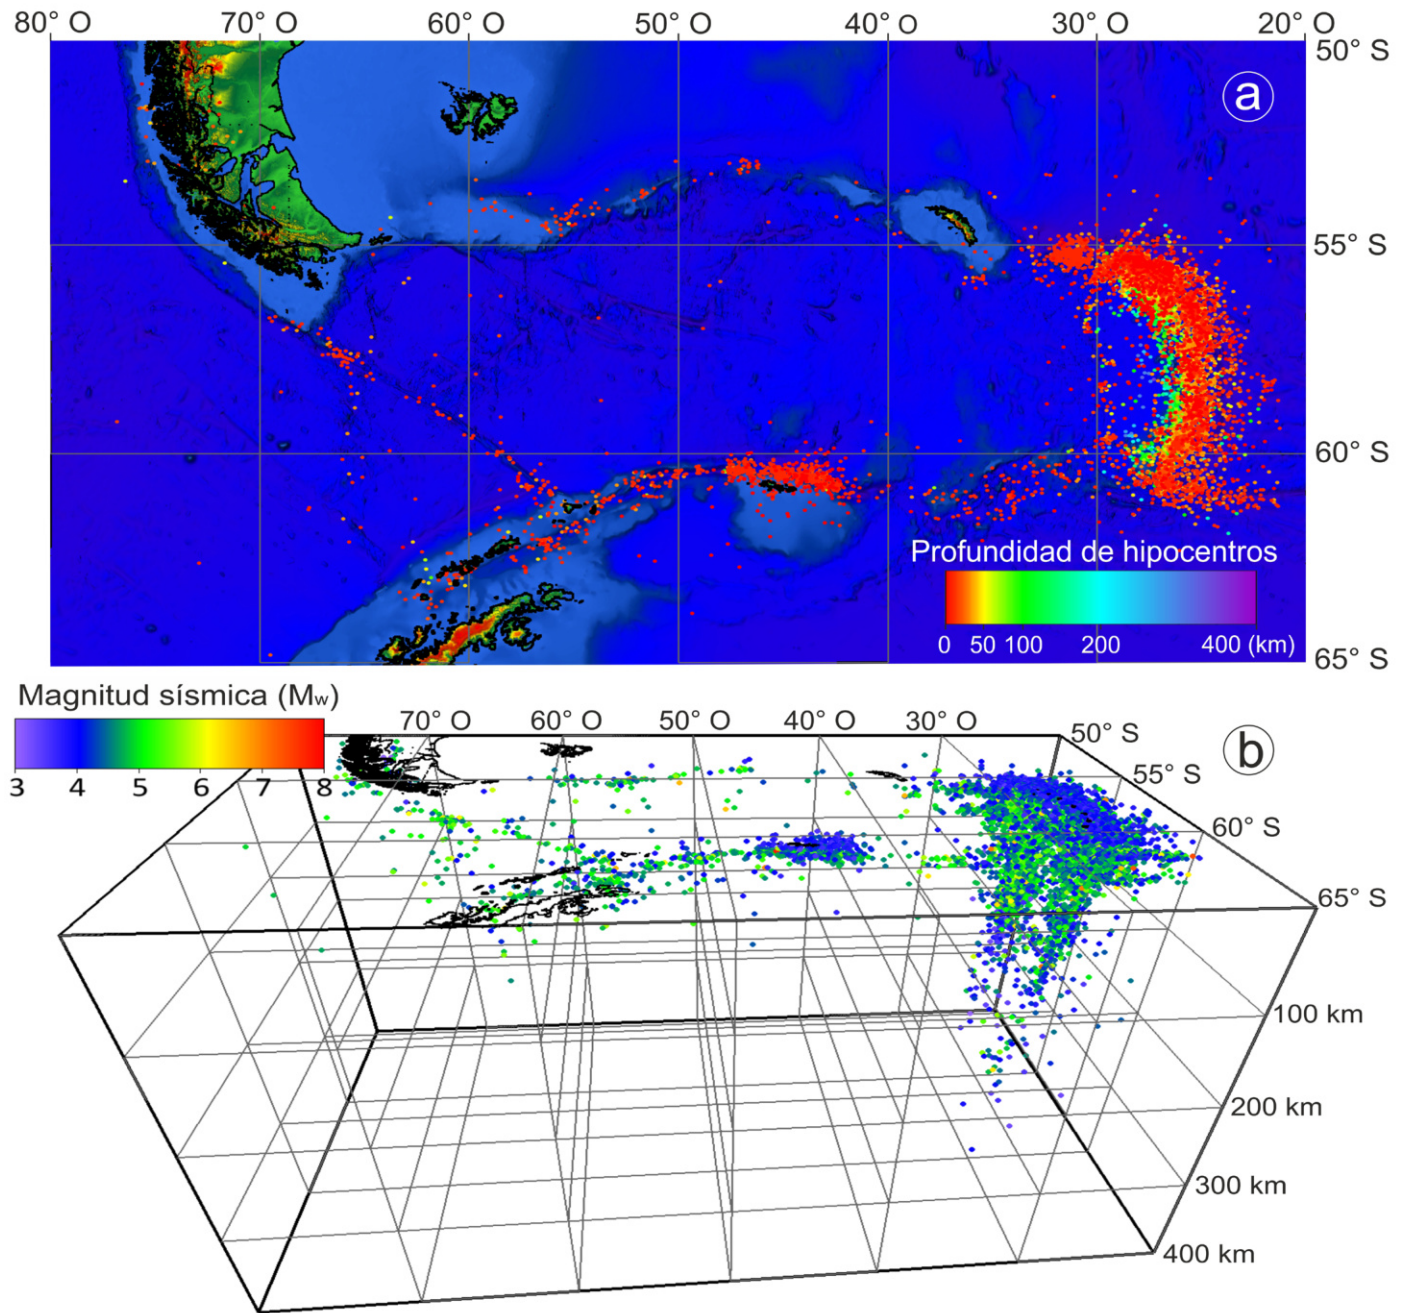 80° O 70° O 60° O 50° O 40° O 30° O 20° O
50° S
a
55° S
60° S
Profundidad de hipocentros
0 50 100 200 400 (km)
65° S
Magnitud sísmica (Mw)
3 4 5 6 7 8
70° O 60° O 50° O 40° O 30° O
50° S
b
55° S
60° S
65° S
100 km
200 km
300 km
400 km